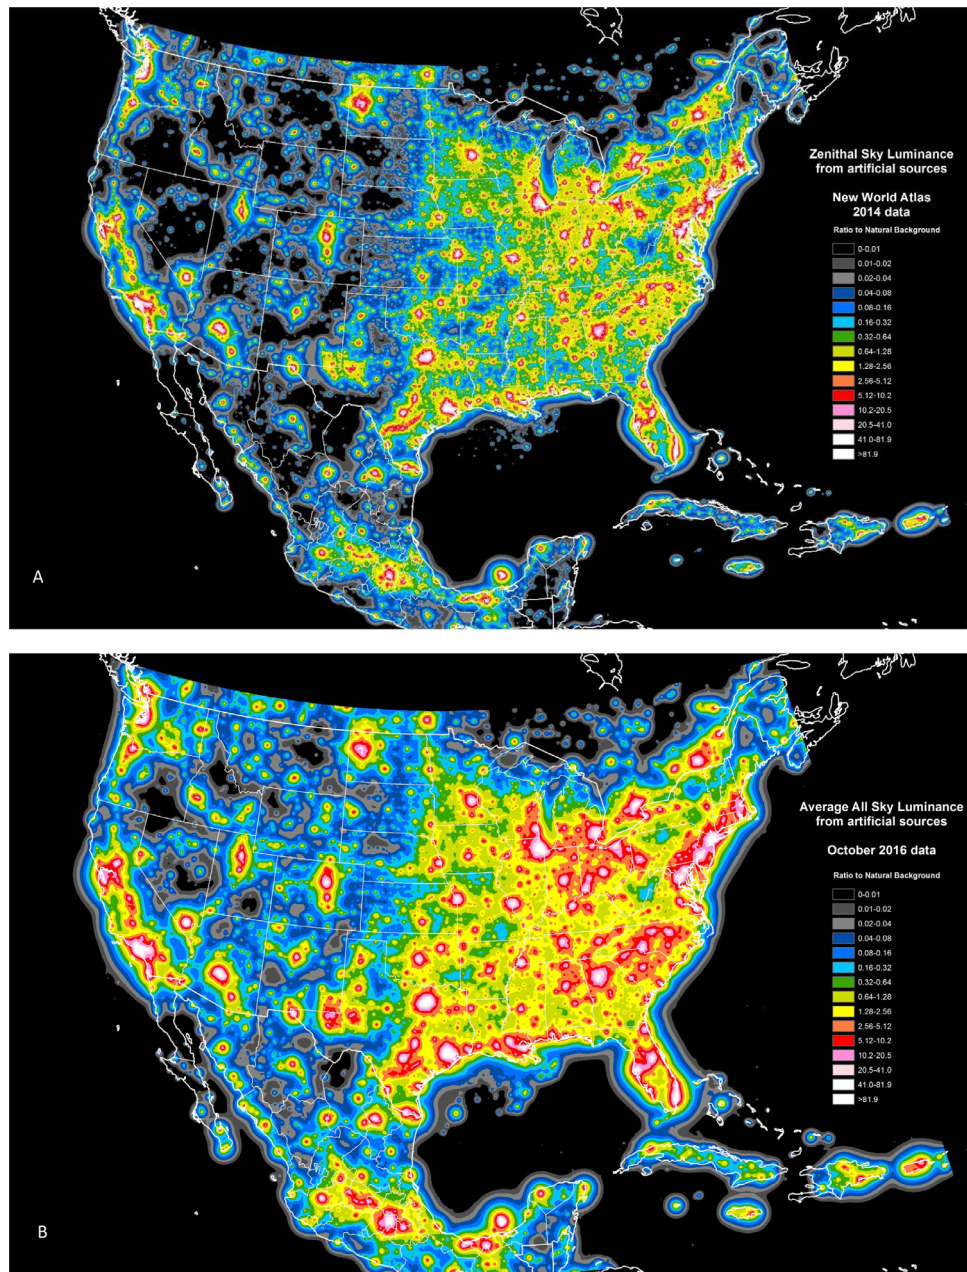 Zenithal Sky Luminance
from artificial sources
New World Atlas
2014 data
Ratio to Natural Background
0-0.01
0.01-0.02
0.02-0.04
0.04-0.08
0.08-0.16
0.16-0.32
0.32-0.64
0.64-1.28
1.28-2.56
2.56-5.12
5.12-10.2
10.2-20.5
20.5-41.0
41.0-81.9
>81.9
A
Average All Sky Luminance
from artificial sources
October 2016 data
Ratio to Natural Background
0-0.01
0.01-0.02
0.02-0.04
0.04-0.08
0.08-0.16
0.16-0.32
0.32-0.64
0.64-1.28
1.28-2.56
2.56-5.12
5.12-10.2
10.2-20.5
20.5-41.0
41.0-81.9
>81.9
B